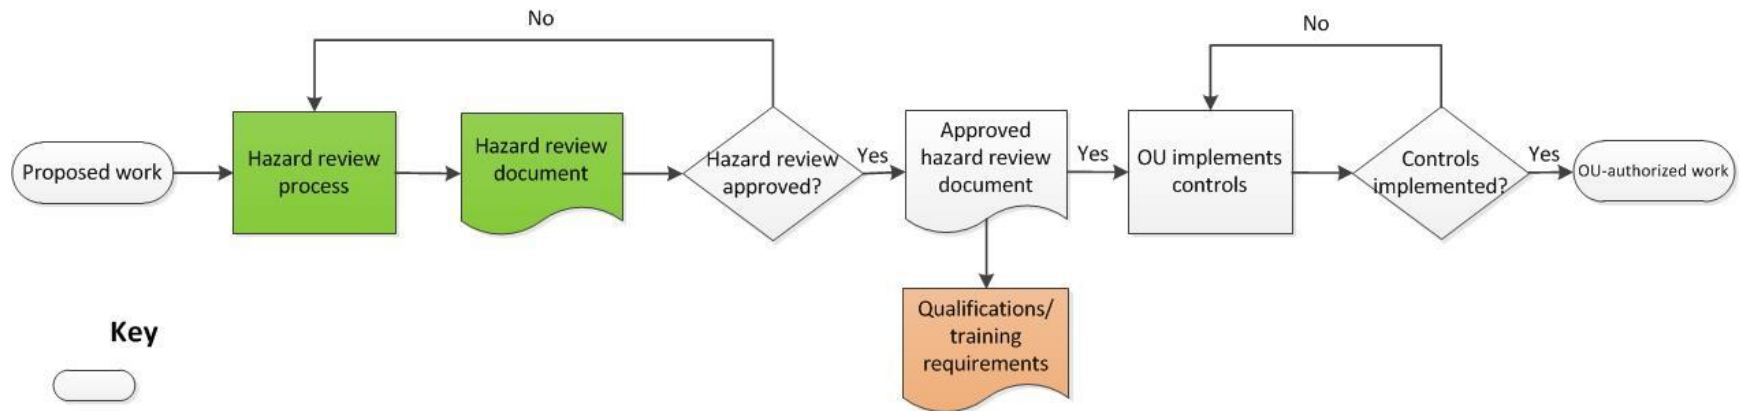 No
No
Proposed work
Hazard review
process
Hazard review
document
Hazard review
approved?
Yes
Approved
hazard review
document
Yes
OU implements
controls
Controls
implemented?
Yes
OU-authorized work
Qualifications/
training
requirements
Key